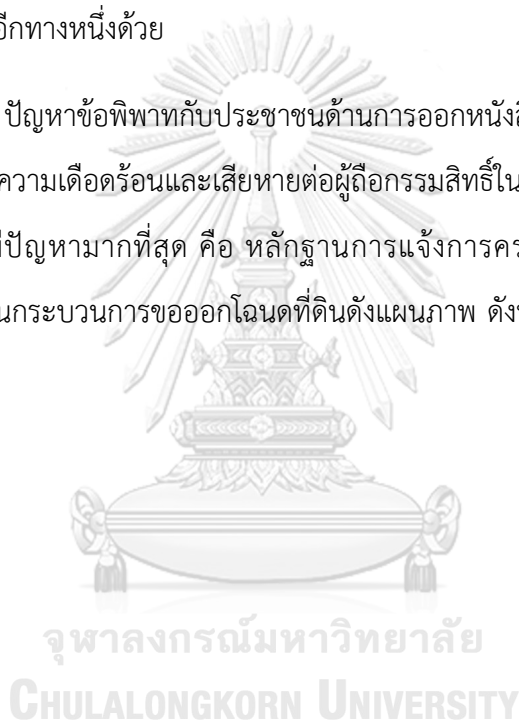 อีกทางหนึ่งด้วย
ปัญหาข้อพิพาทกับประชาชนด้านการออกหนังสื
ความเดือดร้อนและเสียหายต่อผู้ถือกรรมสิทธิ์ใน
ปัญหามากที่สุด คือ หลักฐานการแจ้งการคร
นกระบวนการขอออกโฉนดที่ดินดังแผนภาพ ดัง
จุฬาลงกรณ์มหาวิทยาลัย
CHULALONGKORN UNIVERSITY